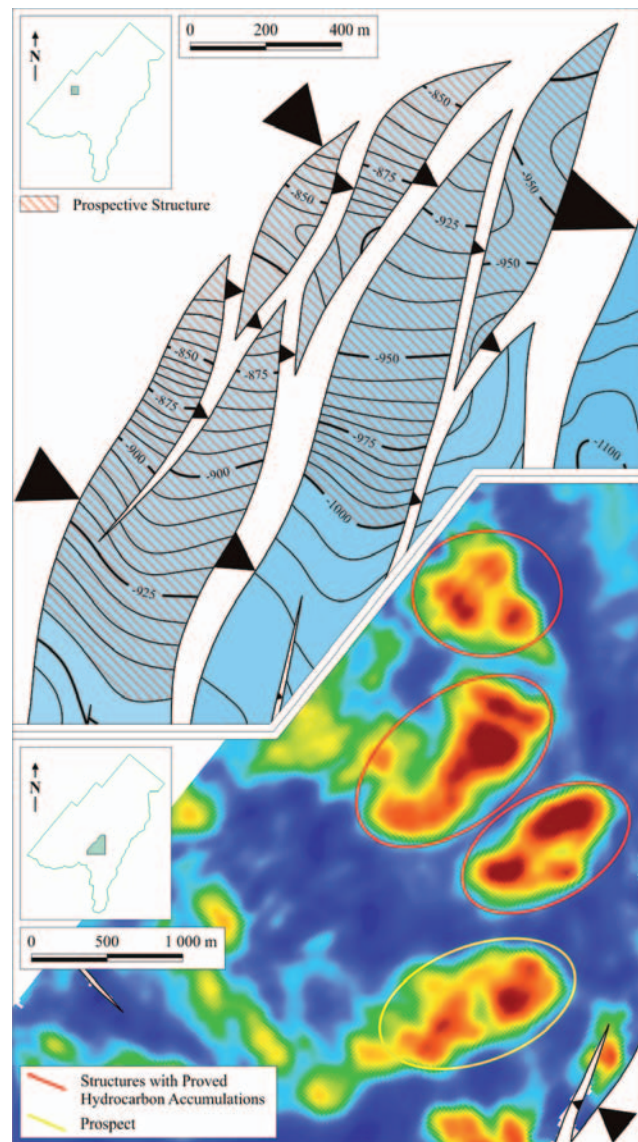 0 200 400 m
N
Prospective Structure
-850
-875
-850
-925
-950
-950
-850
-875
-875
-950
-900
-900
-975
-1000
-1100
-925
N
0 500 1 000 m
Structures with Proved
Hydrocarbon Accumulations
Prospect